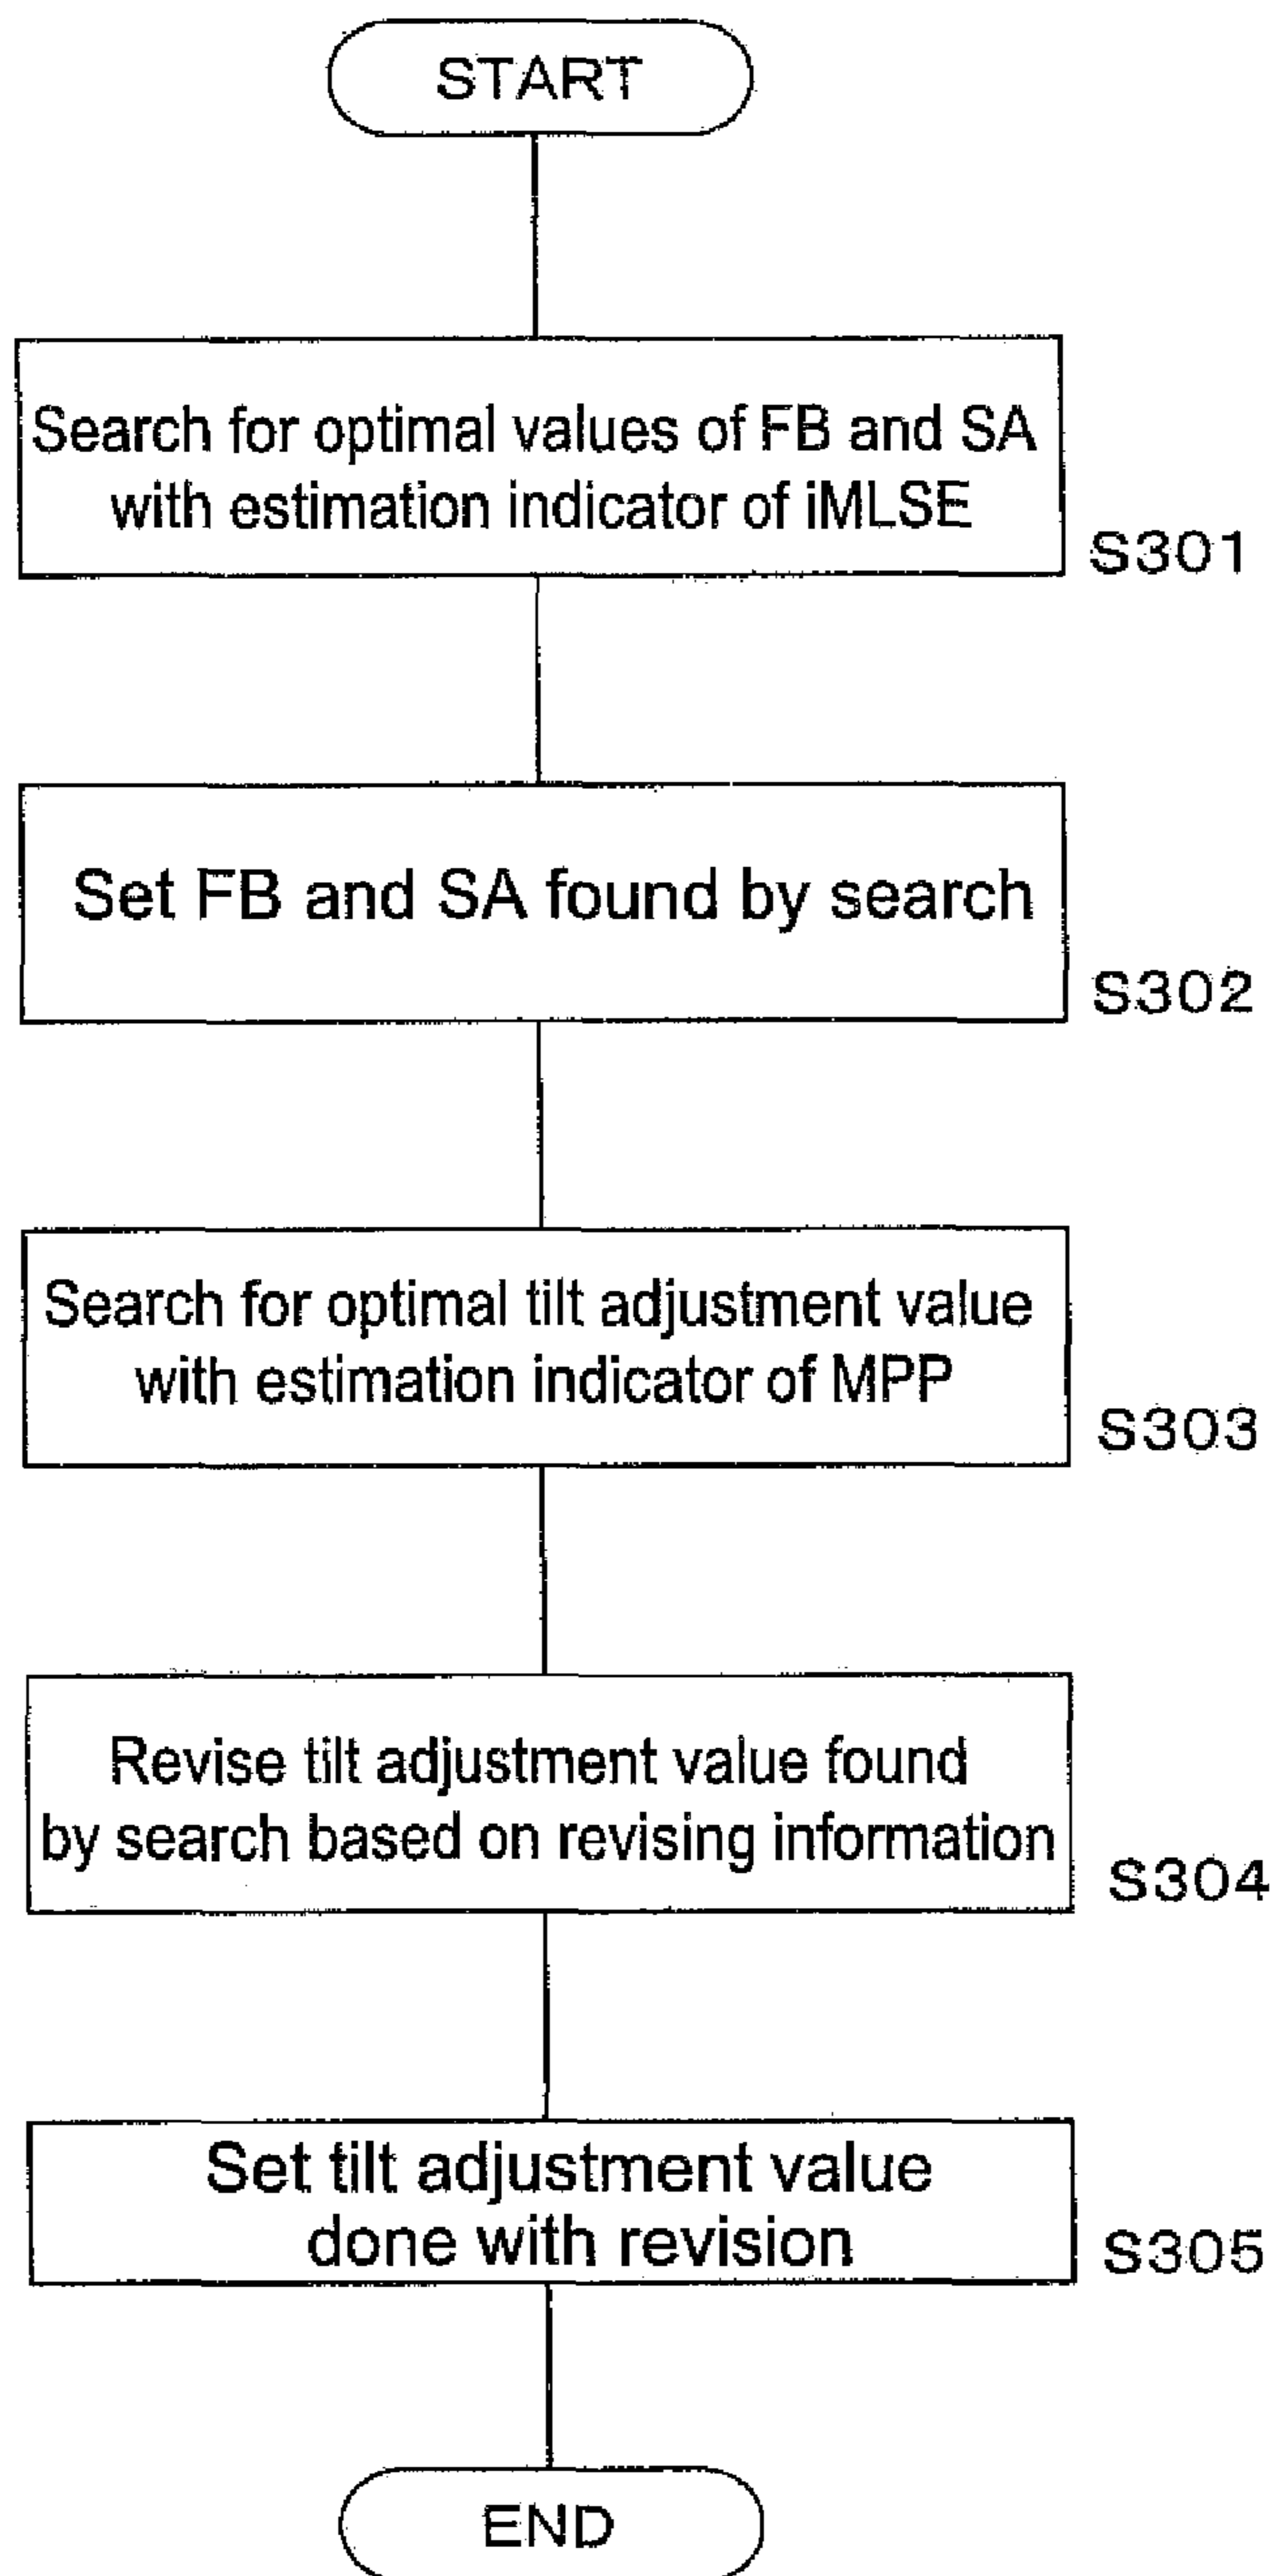 START
Search for optimal values of FB and SA
with estimation indicator of iMLSE
S301
Set FB and SA found by search
S302
Search for optimal tilt adjustment value
with estimation indicator of MPP
S303
Revise tilt adjustment value found
by search based on revising information
S304
Set tilt adjustment value
done with revision
S305
END